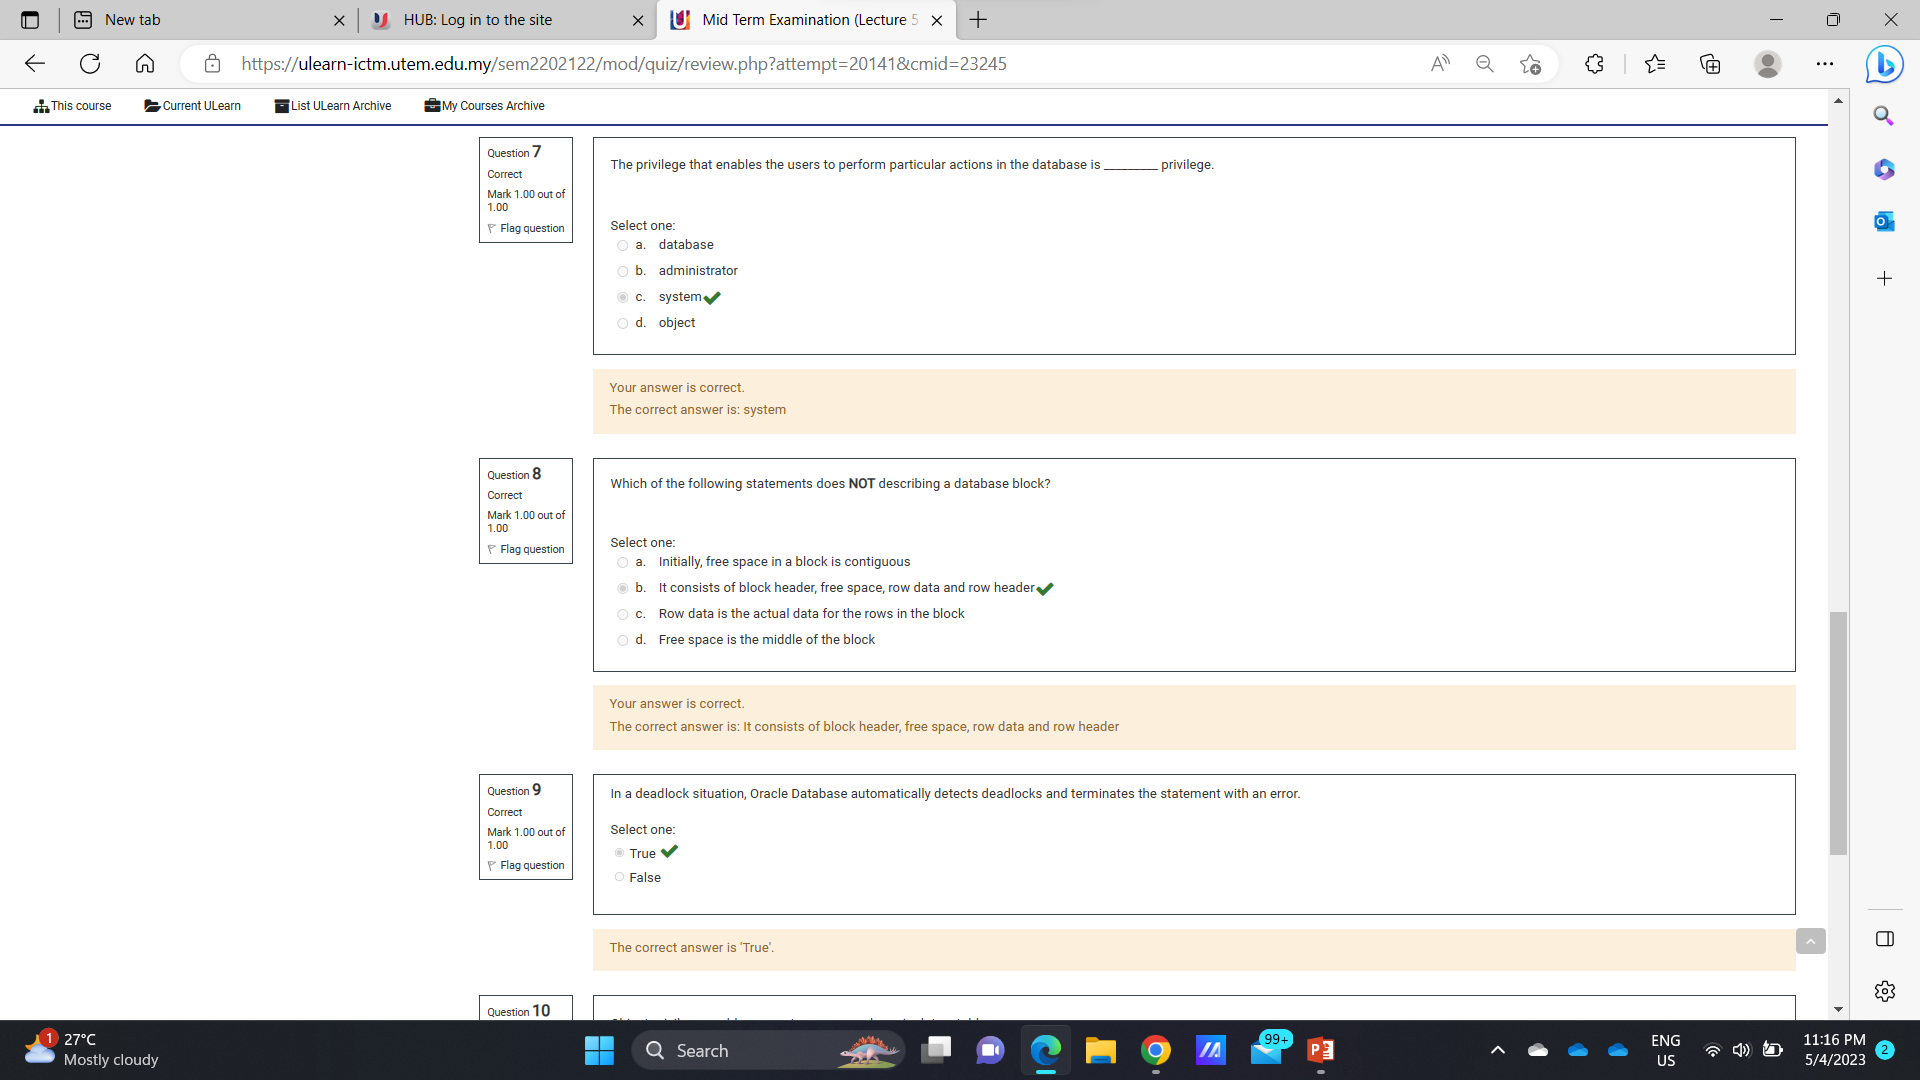 New tab
HUB: Log in to the site
Mid Term Examination (Lecture 5
https://ulearn-ictm.utem.edu.my/sem2202122/mod/quiz/review.php?attempt=20141&cmid=23245
This course
Current ULearn
List ULearn Archive
My Courses Archive
Question 7
Correct
Mark 1.00 out of
1.00
Flag question
The privilege that enables the users to perform particular actions in the database is ________ privilege.
Select one:
a. database
b. administrator
c. system
d. object
Your answer is correct.
The correct answer is: system
Question 8
Correct
Mark 1.00 out of
1.00
Flag question
Which of the following statements does NOT describing a database block?
Select one:
a. Initially, free space in a block is contiguous
b. It consists of block header, free space, row data and row header
c. Row data is the actual data for the rows in the block
d. Free space is the middle of the block
Your answer is correct.
The correct answer is: It consists of block header, free space, row data and row header
Question 9
Correct
Mark 1.00 out of
1.00
Flag question
In a deadlock situation, Oracle Database automatically detects deadlocks and terminates the statement with an error.
Select one:
True
False
The correct answer is 'True'.
Question 10
1
27°C
Mostly cloudy
Search
99+
ENG
US
11:16 PM
5/4/2023
2